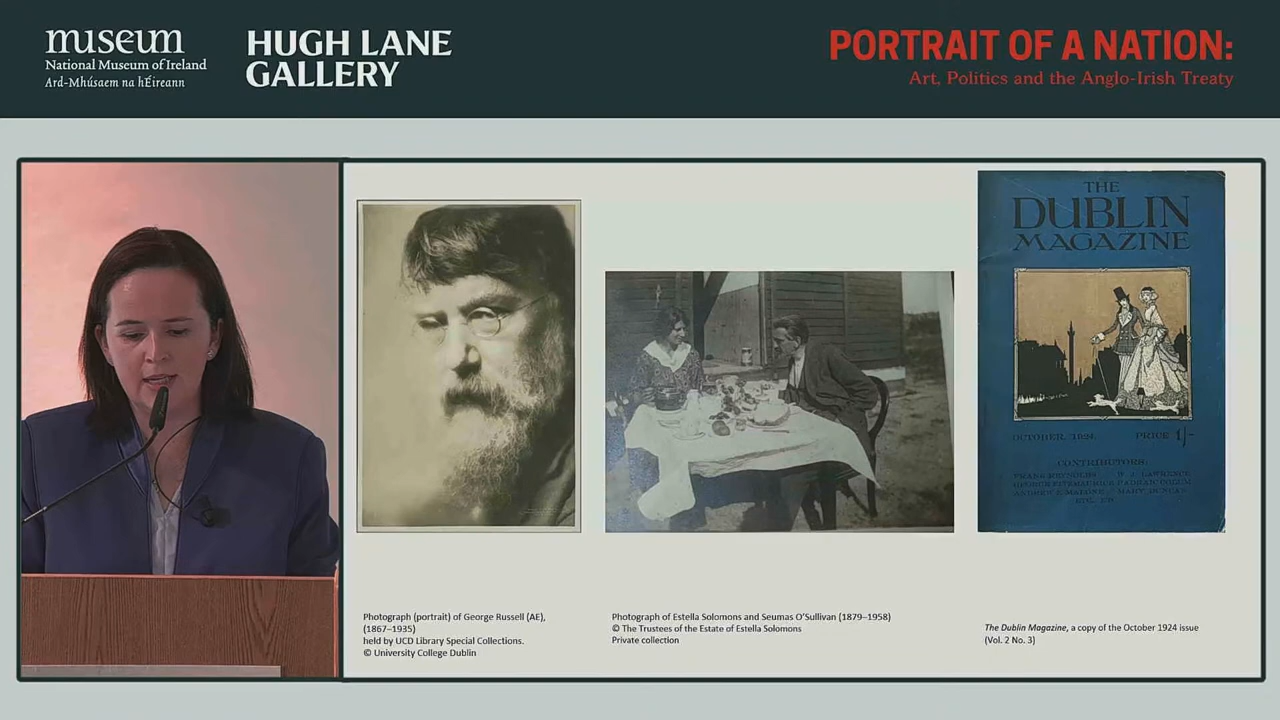 museum
National Museum of Ireland
Ard-Mhúsaem na hÉireann
HUGH LANE
GALLERY
PORTRAIT OF A NATION:
Art, Politics and the Anglo-Irish Treaty
THE
DUBLIN
MAGAZINE
OCTOBER, 1924. PRICE 1/-
CONTRIBUTORS:
W. J. LAWRENCE
PADRAIC COLUM
Photograph (portrait) of George Russell (AE),
(1867–1935)
held by UCD Library Special Collections.
© University College Dublin
Photograph of Estella Solomons and Seumas O'Sullivan (1879–1958)
© The Trustees of the Estate of Estella Solomons
Private collection
The Dublin Magazine, a copy of the October 1924 issue
(Vol. 2 No. 3)